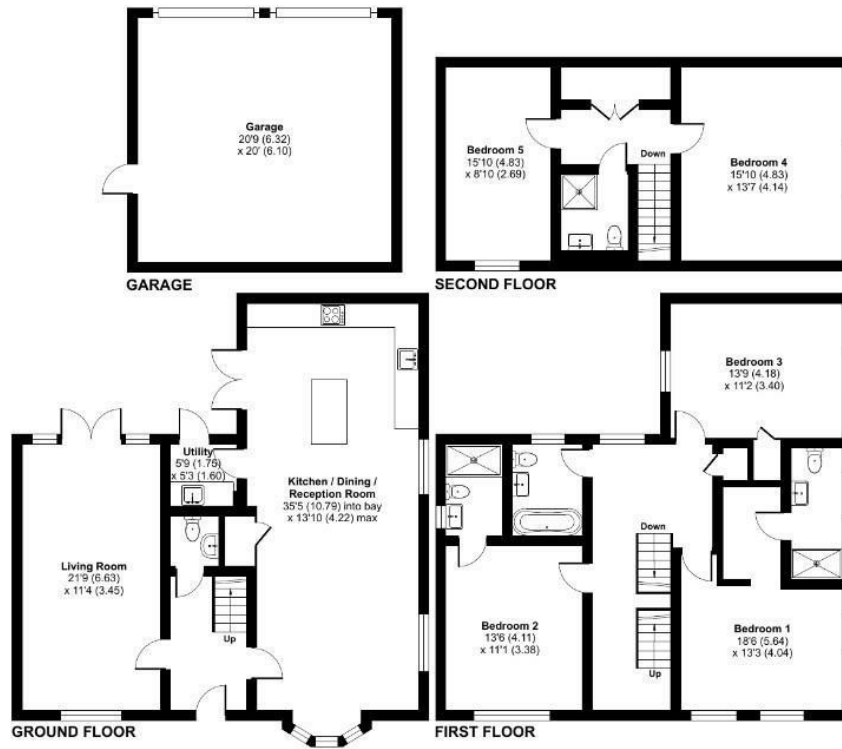 Garage
20'9 (6.32)
x 20' (6.10)
GARAGE
Bedroom 5
15'10 (4.83)
x 8'10 (2.69)
Down
Bedroom 4
15'10 (4.83)
x 13'7 (4.14)
SECOND FLOOR
Utility
5'9 (1.75)
x 5'3 (1.60)
Kitchen / Dining /
Reception Room
35'5 (10.79) into bay
x 13'10 (4.22) max
Living Room
21'9 (6.63)
x 11'4 (3.45)
Up
GROUND FLOOR
Bedroom 3
13'9 (4.18)
x 11'2 (3.40)
Down
Bedroom 2
13'6 (4.11)
x 11'1 (3.38)
Up
Bedroom 1
18'6 (5.64)
x 13'3 (4.04)
FIRST FLOOR